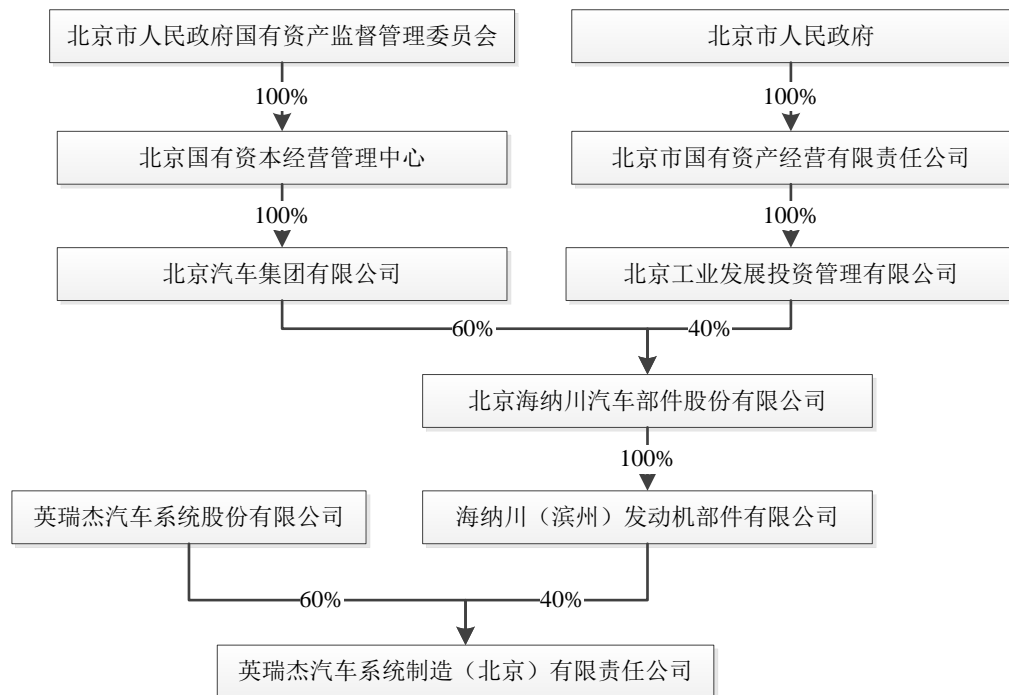 北京市人民政府国有资产监督管理委员会
北京市人民政府
100%
100%
北京国有资本经营管理中心
北京市国有资产经营有限责任公司
100%
100%
北京汽车集团有限公司
北京工业发展投资管理有限公司
60%
40%
北京海纳川汽车部件股份有限公司
100%
英瑞杰汽车系统股份有限公司
海纳川（滨州）发动机部件有限公司
60%
40%
英瑞杰汽车系统制造（北京）有限责任公司